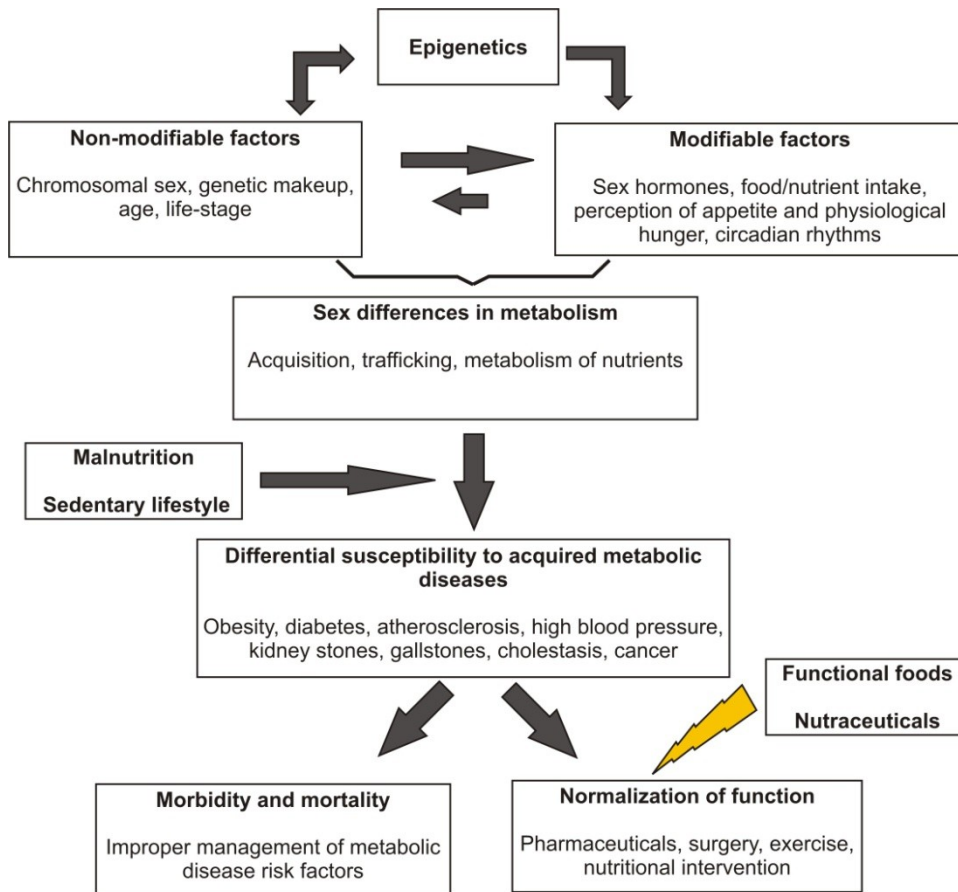 Epigenetics
Non-modifiable factors
Chromosomal sex, genetic makeup,
age, life-stage
Modifiable factors
Sex hormones, food/nutrient intake,
perception of appetite and physiological
hunger, circadian rhythms
Sex differences in metabolism
Acquisition, trafficking, metabolism of nutrients
Malnutrition
Sedentary lifestyle
Differential susceptibility to acquired metabolic
diseases
Obesity, diabetes, atherosclerosis, high blood pressure,
kidney stones, gallstones, cholestasis, cancer
Functional foods
Nutraceuticals
Morbidity and mortality
Improper management of metabolic
disease risk factors
Normalization of function
Pharmaceuticals, surgery, exercise,
nutritional intervention